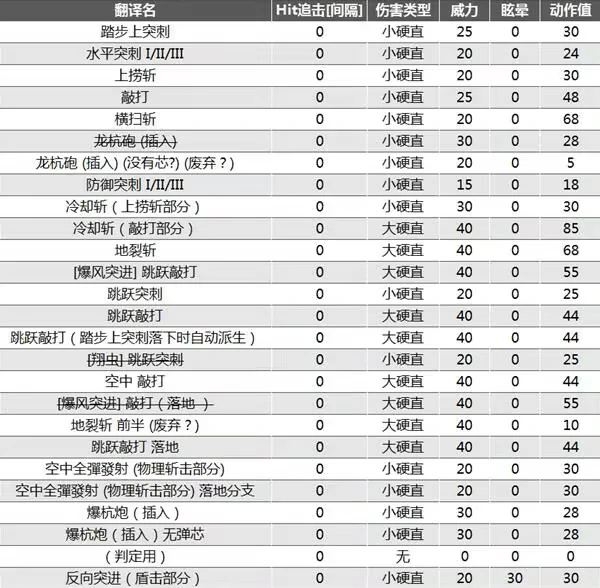 翻译名 Hit追击[间隔] 伤害类型 威力 眩晕 动作值
踏步上突刺 0 小硬直 25 0 30
水平突刺 I/II/III 0 小硬直 20 0 24
上捞斩 0 小硬直 20 0 30
敲打 0 小硬直 25 0 48
横扫斩 0 小硬直 20 0 68
龙杭砲 (插入) 0 小硬直 30 0 28
龙杭砲 (插入) (没有芯?) (废弃？) 0 小硬直 20 0 5
防御突刺 I/II/III 0 小硬直 15 0 18
冷却斩（上捞斩部分） 0 小硬直 30 0 30
冷却斩（敲打部分） 0 大硬直 40 0 85
地裂斩 0 大硬直 40 0 68
[爆风突进] 跳跃敲打 0 大硬直 40 0 55
跳跃突刺 0 小硬直 20 0 25
跳跃敲打 0 大硬直 40 0 44
跳跃敲打（踏步上突刺落下时自动派生） 0 大硬直 40 0 44
[翔虫] 跳跃突刺 0 小硬直 20 0 25
空中 敲打 0 大硬直 40 0 44
[爆风突进] 敲打（落地 ） 0 大硬直 40 0 55
地裂斩 前半 (废弃？) 0 大硬直 40 0 10
跳跃敲打 落地 0 大硬直 40 0 44
空中全彈發射 (物理斩击部分) 0 小硬直 20 0 30
空中全彈發射 (物理斩击部分) 落地分支 0 小硬直 20 0 30
爆杭炮（插入） 0 小硬直 30 0 28
爆杭炮（插入）无弹芯 0 小硬直 30 0 28
（判定用） 0 无 0 0 0
反向突进（盾击部分） 0 小硬直 20 30 30